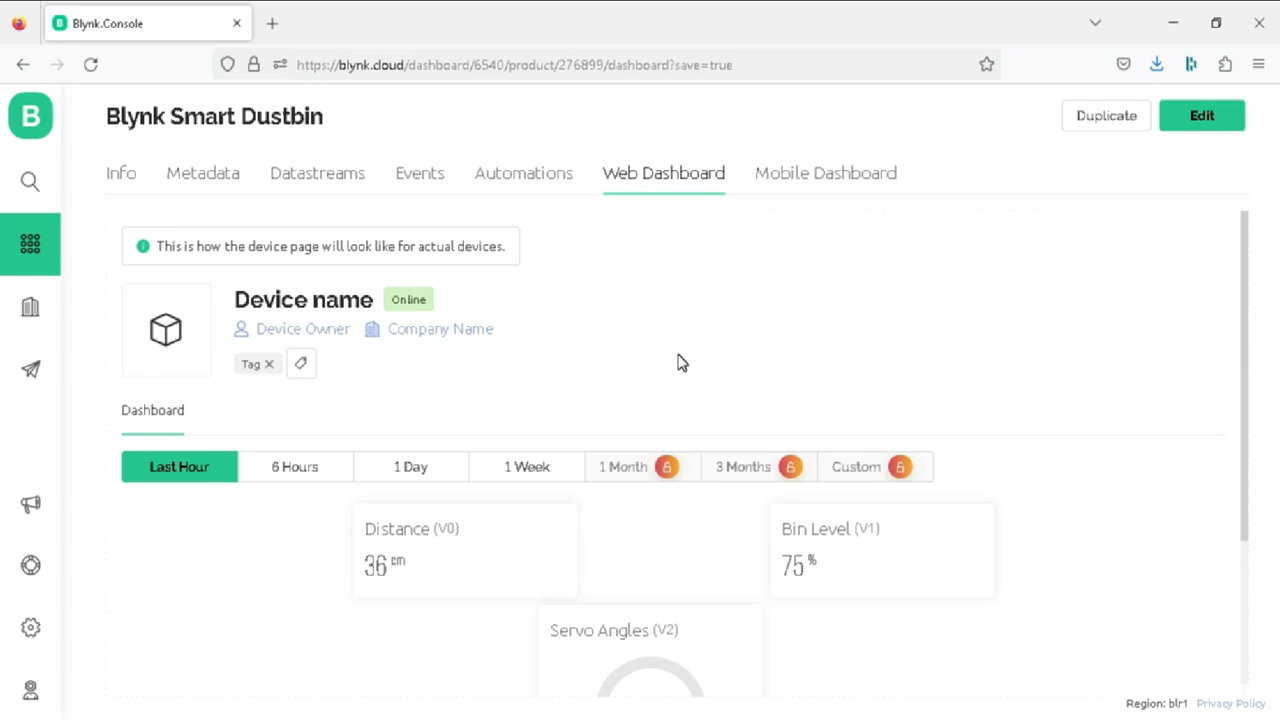 Blynk.Console
https://blynk.cloud/dashboard/6540/product/276899/dashboard?save=true
B
Blynk Smart Dustbin
Duplicate
Edit
Info Metadata Datastreams Events Automations Web Dashboard Mobile Dashboard
This is how the device page will look like for actual devices.
Device name Online
Device Owner Company Name
Tag
Dashboard
Last Hour 6 Hours 1 Day 1 Week 1 Month 3 Months Custom
Distance (V0)
36 cm
Bin Level (V1)
75 %
Servo Angles (V2)
Region: blr1 Privacy Policy